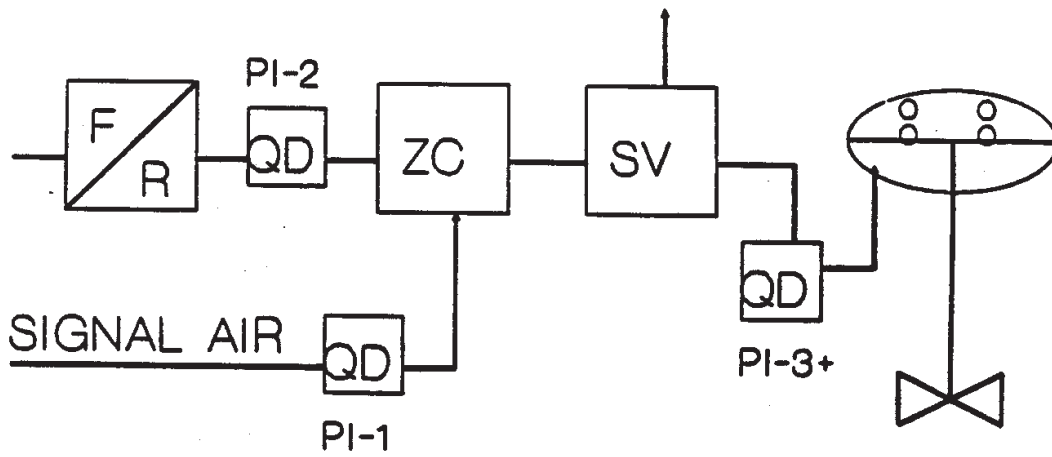 PI-2
F
R
QD
ZC
SV
QD
SIGNAL AIR
QD
PI-3+
PI-1